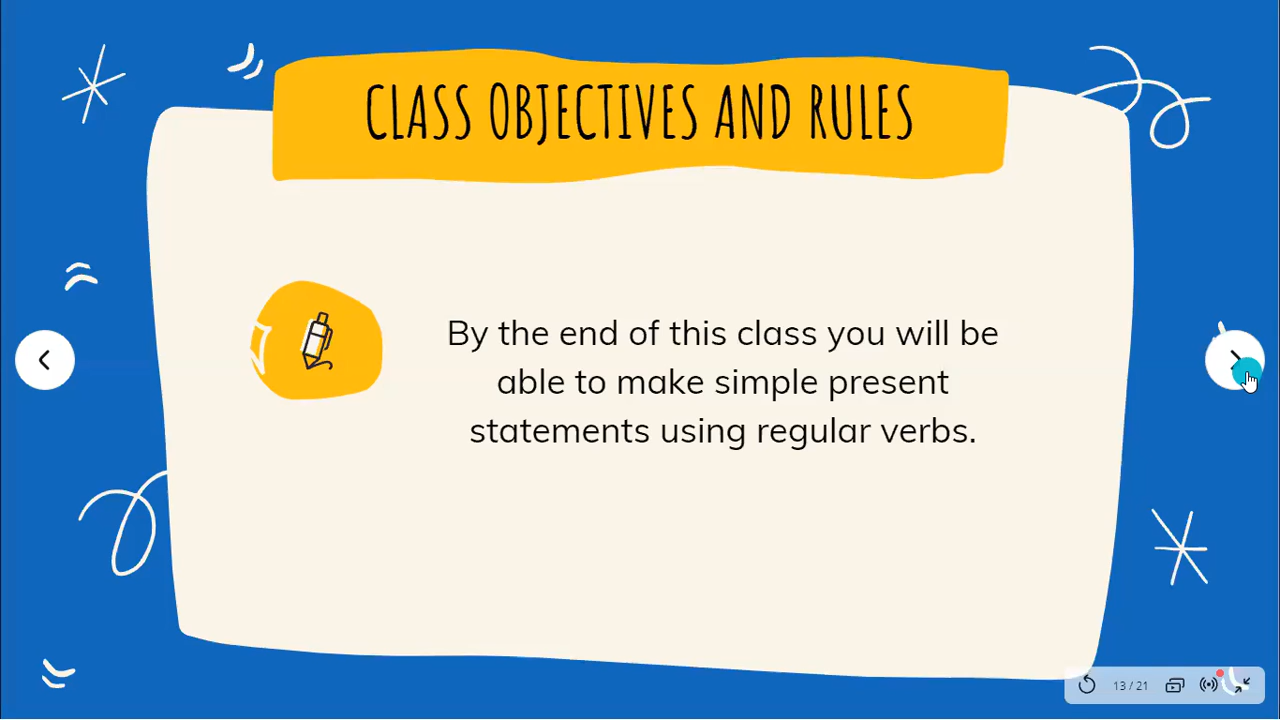 CLASS OBJECTIVES AND RULES
By the end of this class you will be
able to make simple present
statements using regular verbs.
13 / 21